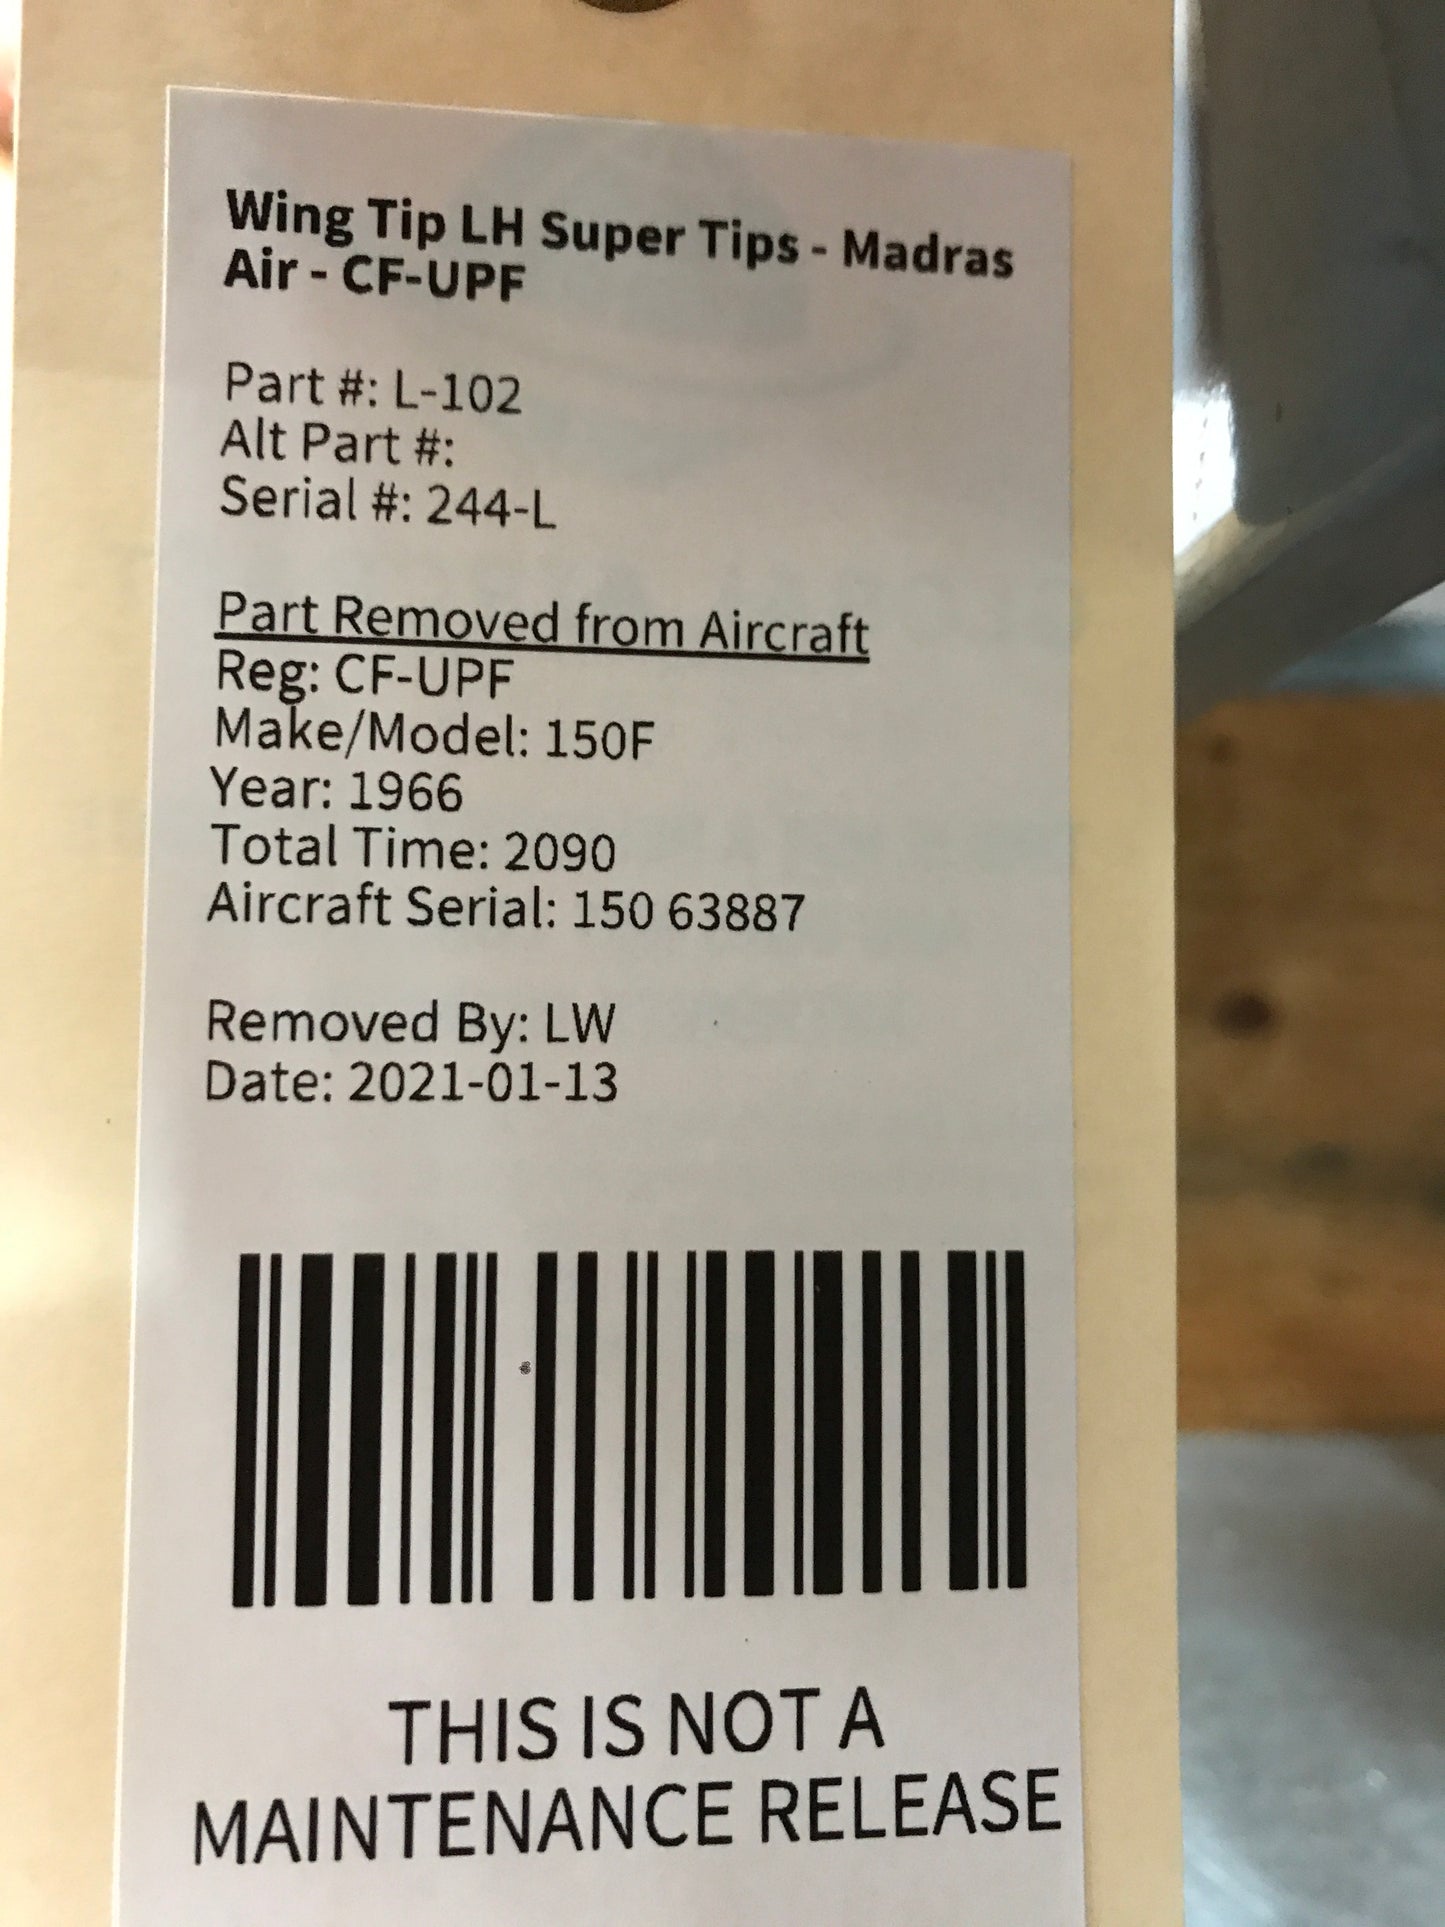 Wing Tip LH Super Tips - Madras
Air - CF-UPF
Part #: L-102
Alt Part #:
Serial #: 244-L
Part Removed from Aircraft
Reg: CF-UPF
Make/Model: 150F
Year: 1966
Total Time: 2090
Aircraft Serial: 150 63887
Removed By: LW
Date: 2021-01-13
THIS IS NOT A
MAINTENANCE RELEASE